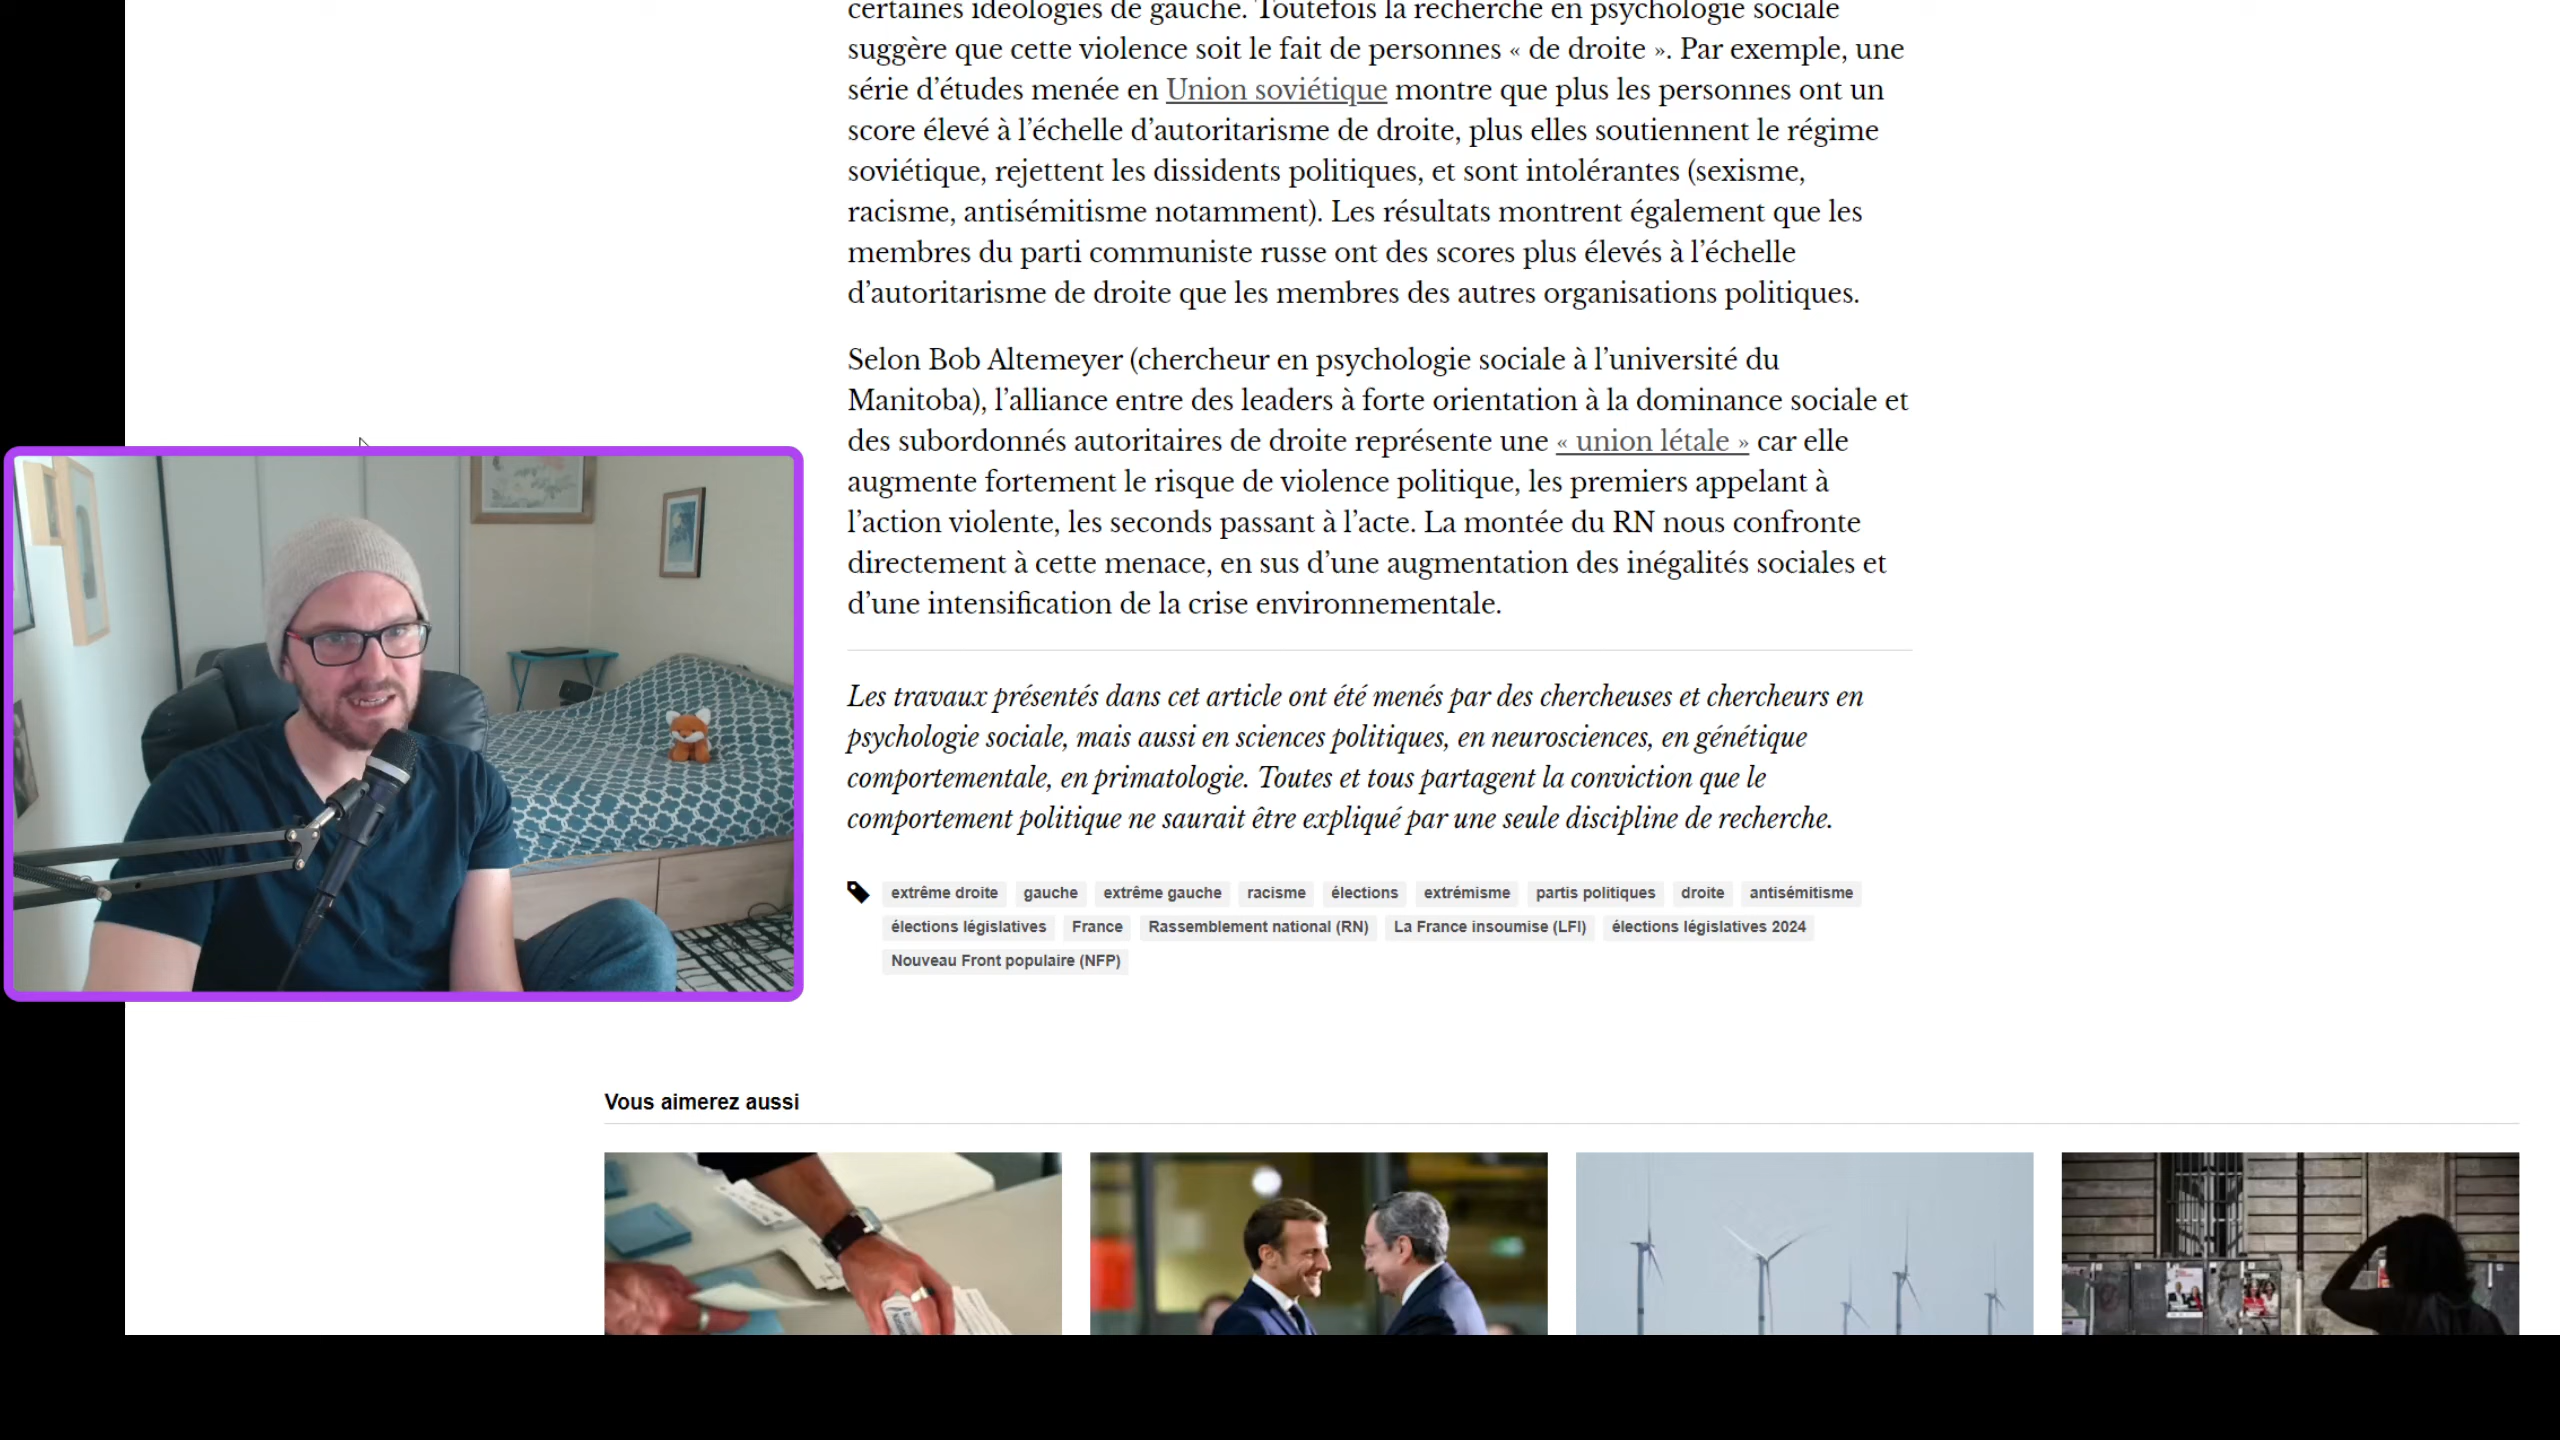 certaines idéologies de gauche. Toutefois la recherche en psychologie sociale
suggère que cette violence soit le fait de personnes « de droite ». Par exemple, une
série d’études menée en Union soviétique montre que plus les personnes ont un
score élevé à l’échelle d’autoritarisme de droite, plus elles soutiennent le régime
soviétique, rejettent les dissidents politiques, et sont intolérantes (sexisme,
racisme, antisémitisme notamment). Les résultats montrent également que les
membres du parti communiste russe ont des scores plus élevés à l’échelle
d’autoritarisme de droite que les membres des autres organisations politiques.
Selon Bob Altemeyer (chercheur en psychologie sociale à l’université du
Manitoba), l’alliance entre des leaders à forte orientation à la dominance sociale et
des subordonnés autoritaires de droite représente une « union létale » car elle
augmente fortement le risque de violence politique, les premiers appelant à
l’action violente, les seconds passant à l’acte. La montée du RN nous confronte
directement à cette menace, en sus d’une augmentation des inégalités sociales et
d’une intensification de la crise environnementale.
Les travaux présentés dans cet article ont été menés par des chercheuses et chercheurs en
psychologie sociale, mais aussi en sciences politiques, en neurosciences, en génétique
comportementale, en primatologie. Toutes et tous partagent la conviction que le
comportement politique ne saurait être expliqué par une seule discipline de recherche.
extrême droite gauche extrême gauche racisme élections extrémisme partis politiques droite antisémitisme
élections législatives France Rassemblement national (RN) La France insoumise (LFI) élections législatives 2024
Nouveau Front populaire (NFP)
Vous aimerez aussi